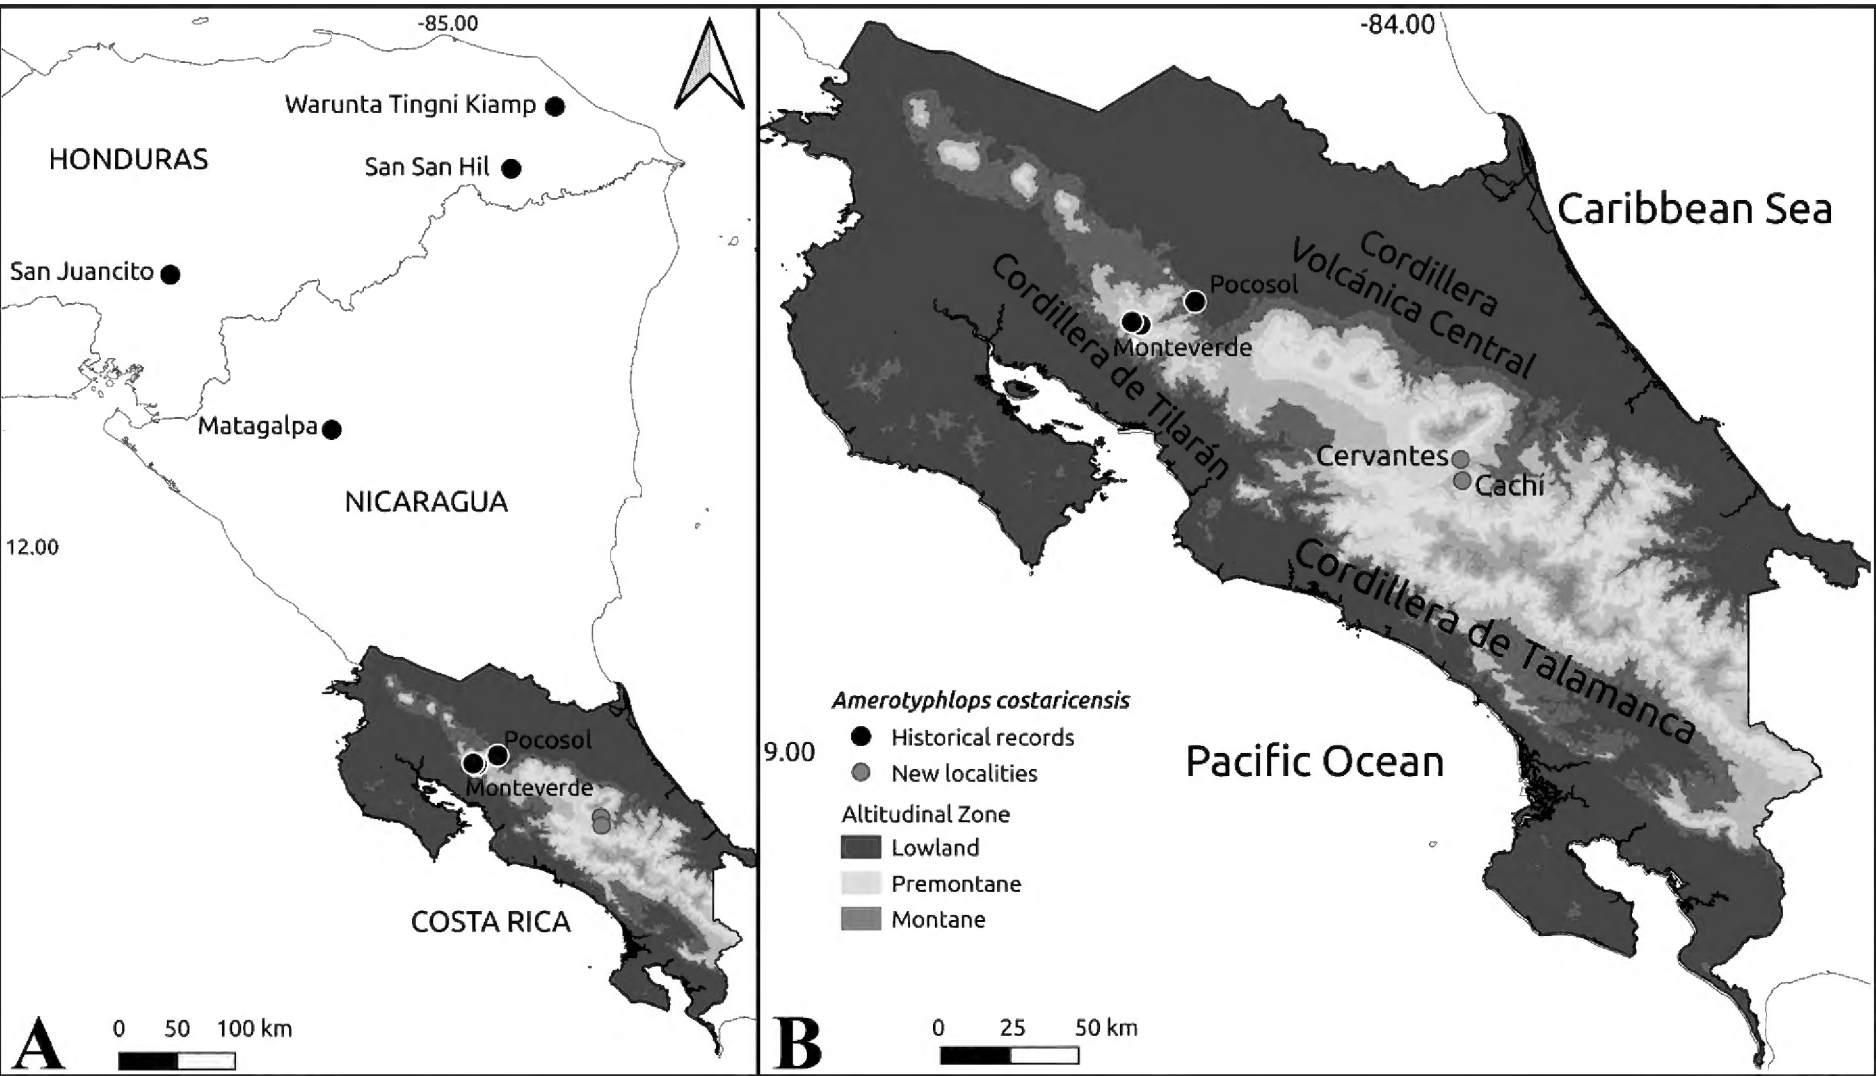 -85.00
Warunta Tingni Kiamp
HONDURAS
San San Hil
San Juancito
Matagalpa
NICARAGUA
12.00
Pocosol
Monteverde
COSTA RICA
0 50 100 km
A
-84.00
Caribbean Sea
Cordillera
Volcánica Central
Pocosol
Cordillera de Tilarán
Monteverde
Cervantes
Cachí
Cordillera de Talamanca
Amerotyphlops costaricensis
Historical records
New localities
9.00
Pacific Ocean
Altitudinal Zone
Lowland
Premontane
Montane
0 25 50 km
B